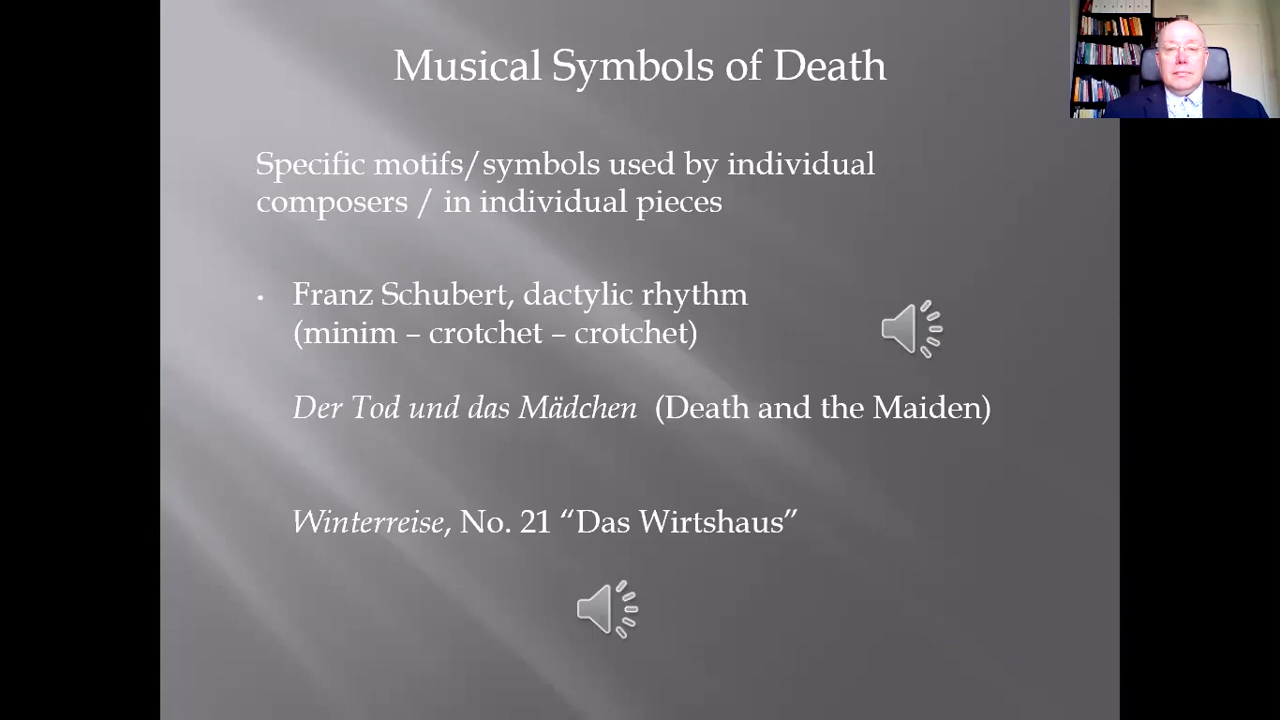 Musical Symbols of Death
Specific motifs/symbols used by individual
composers / in individual pieces
• Franz Schubert, dactylic rhythm
(minim – crotchet – crotchet)
Der Tod und das Mädchen (Death and the Maiden)
Winterreise, No. 21 “Das Wirtshaus”